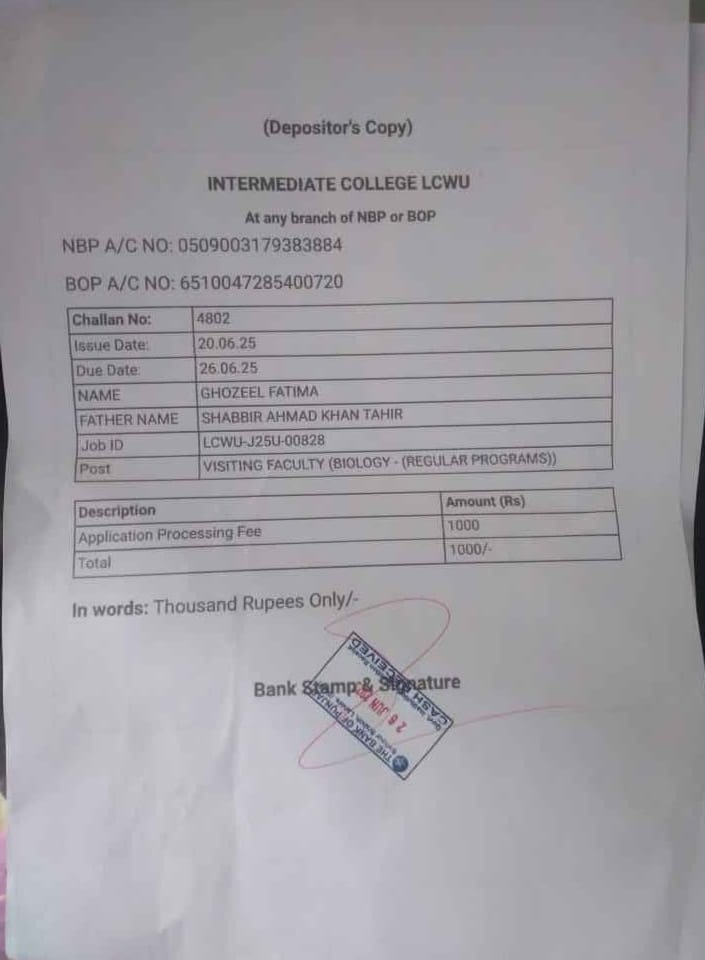 (Depositor's Copy)
INTERMEDIATE COLLEGE LCWU
At any branch of NBP or BOP
NBP A/C NO: 0509003179383884
BOP A/C NO: 6510047285400720
Challan No: 4802
Issue Date: 20.06.25
Due Date: 26.06.25
NAME GHOZEEL FATIMA
FATHER NAME SHABBIR AHMAD KHAN TAHIR
Job ID LCWU-J25U-00828
Post VISITING FACULTY (BIOLOGY - (REGULAR PROGRAMS))
Description Amount (Rs)
Application Processing Fee 1000
Total 1000/-
In words: Thousand Rupees Only/-
Bank Stamp & Signature
THE BANK OF PUNJAB
26 JUN
CASH RECEIVED